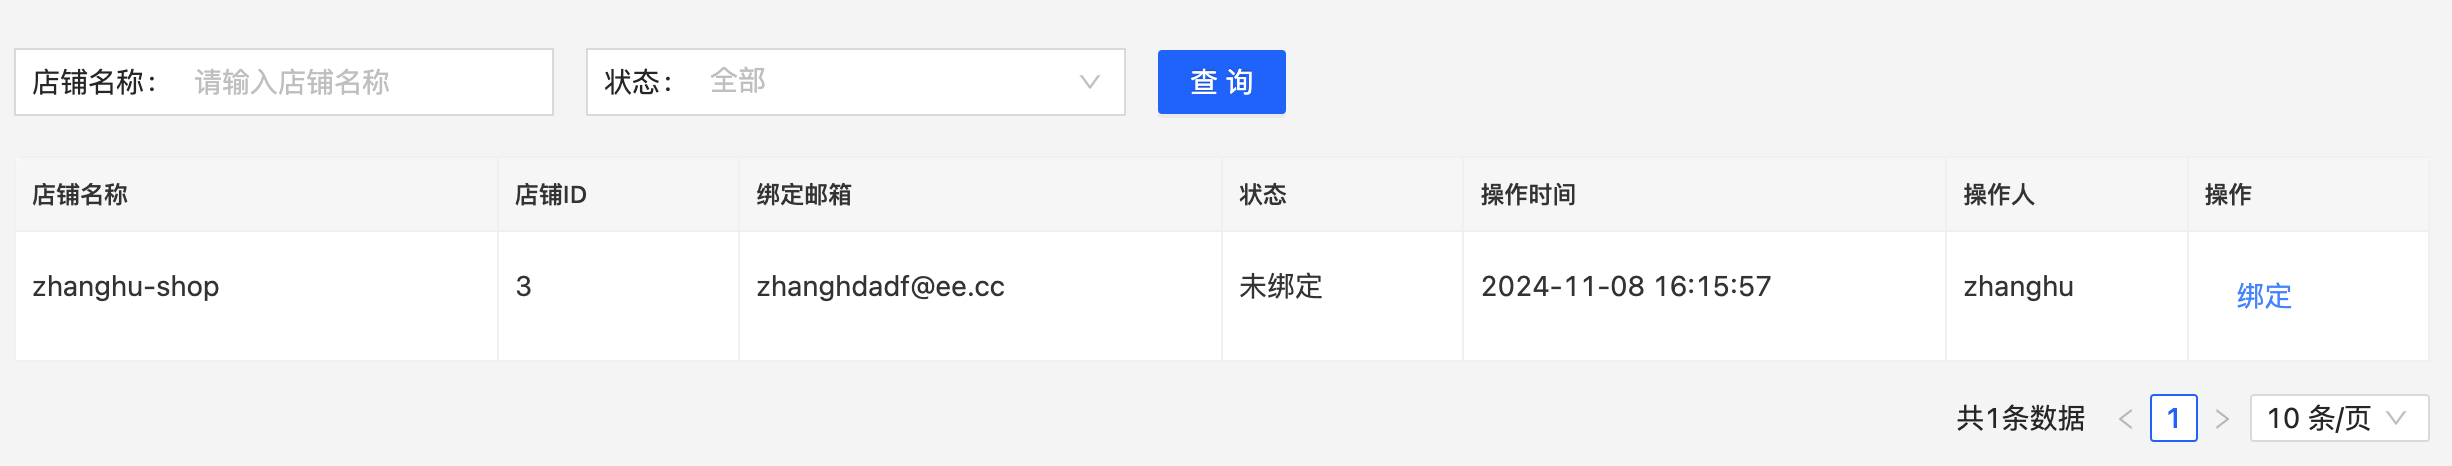 店铺名称： 请输入店铺名称 状态： 全部 查 询
店铺名称 店铺ID 绑定邮箱 状态 操作时间 操作人 操作
zhanghu-shop 3 zhanghdadf@ee.cc 未绑定 2024-11-08 16:15:57 zhanghu 绑定
共1条数据 < 1 > 10 条/页